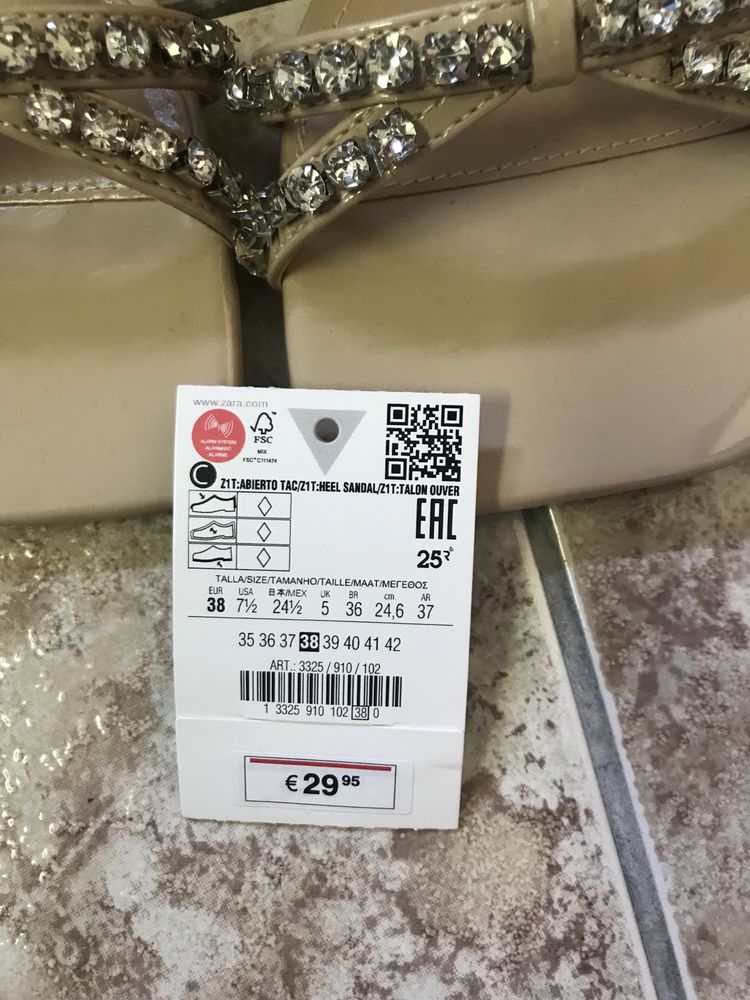 www.zara.com
ALARM SYSTEM
ALARMADO
ALARME
FSC™
MIX
FSC™ C111474
C
Z1T:ABIERTO TAC/Z1T:HEEL SANDAL/Z1T:TALON OUVER
EAC
25
TALLA/SIZE/TAMANHO/TAILLE/MAAT/ΜΕΓΕΘΟΣ
EUR USA 日本/MEX UK BR cm. AR
38 7½ 24½ 5 36 24,6 37
35 36 37 38 39 40 41 42
ART.: 3325 / 910 / 102
1 3325 910 102 38 0
€ 29 95